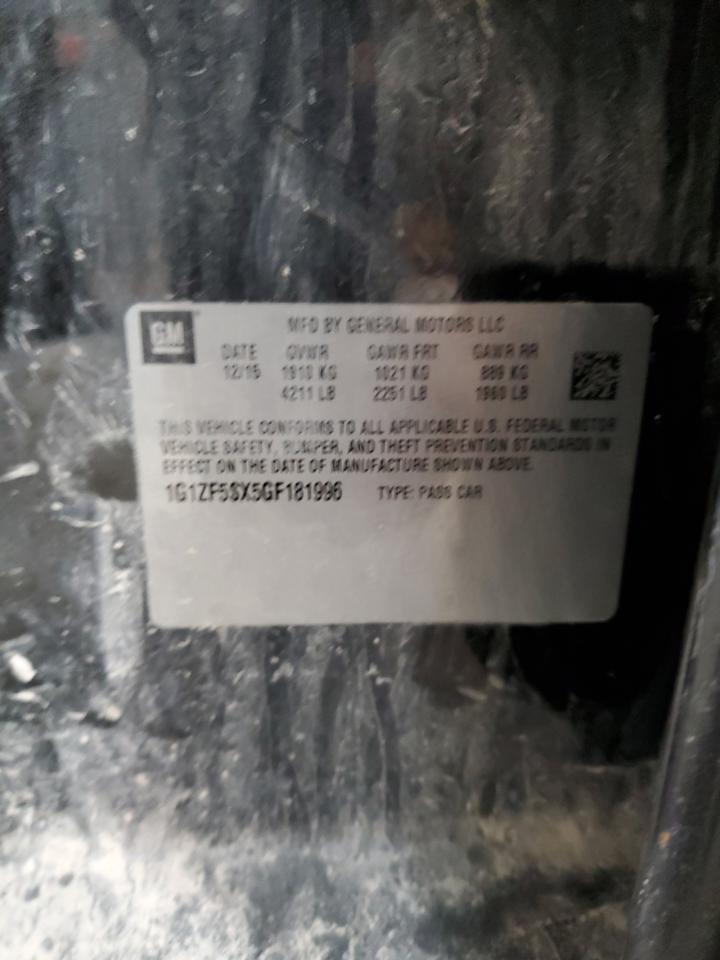 GM
MFD BY GENERAL MOTORS LLC
DATE GVWR GAWR FRT GAWR RR
12/15 1910 KG 1021 KG 889 KG
4211 LB 2251 LB 1960 LB
THIS VEHICLE CONFORMS TO ALL APPLICABLE U.S. FEDERAL MOTOR
VEHICLE SAFETY, BUMPER, AND THEFT PREVENTION STANDARDS IN
EFFECT ON THE DATE OF MANUFACTURE SHOWN ABOVE.
1G1ZF5SX5GF181996 TYPE: PASS CAR